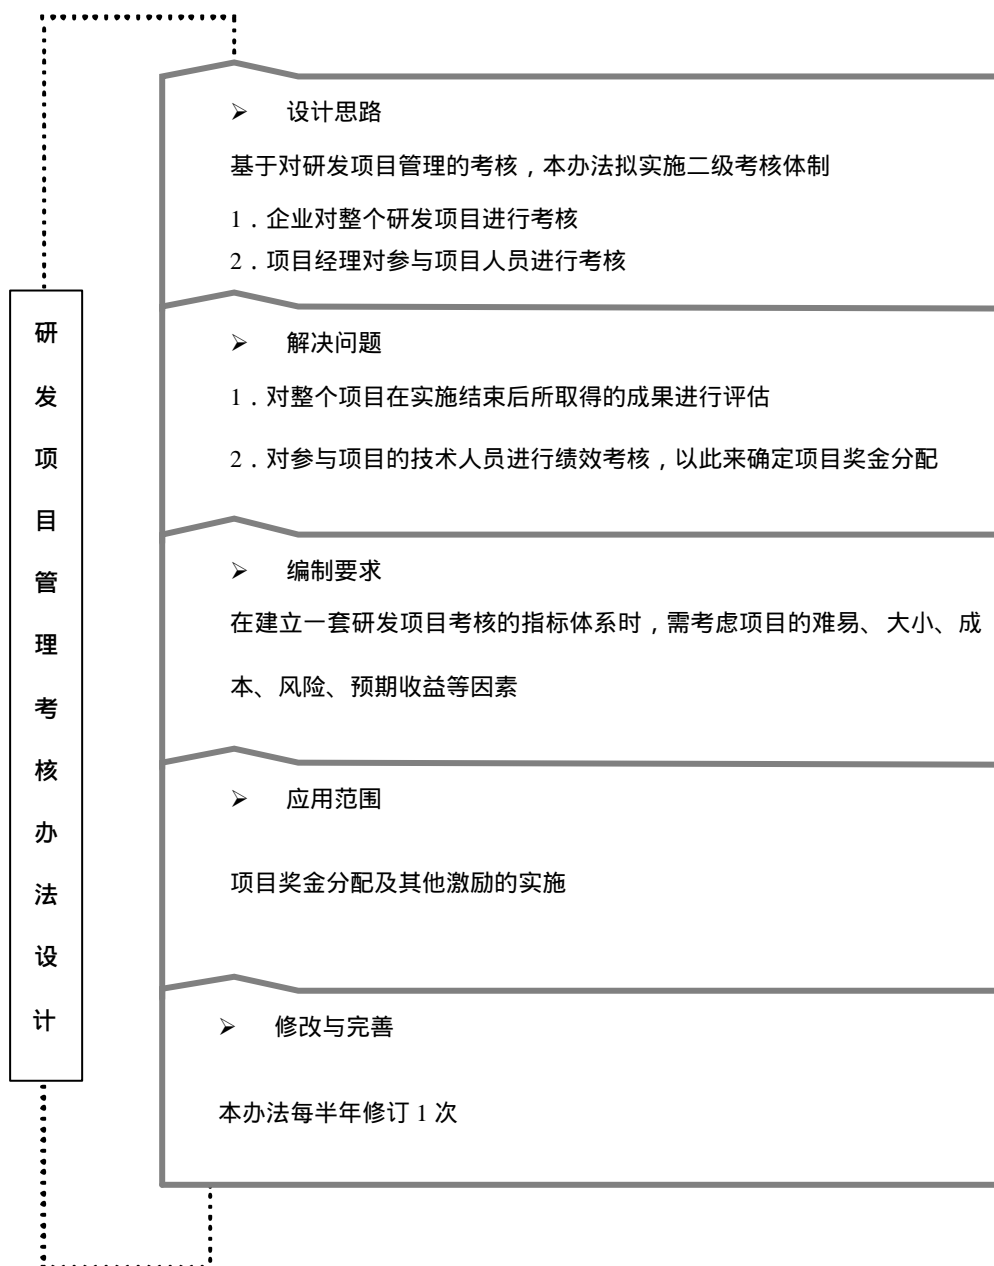 研发项目管理考核办法设计
➢ 设计思路
基于对研发项目管理的考核，本办法拟实施二级考核体制
1．企业对整个研发项目进行考核
2．项目经理对参与项目人员进行考核
➢ 解决问题
1．对整个项目在实施结束后所取得的成果进行评估
2．对参与项目的技术人员进行绩效考核，以此来确定项目奖金分配
➢ 编制要求
在建立一套研发项目考核的指标体系时，需考虑项目的难易、大小、成
本、风险、预期收益等因素
➢ 应用范围
项目奖金分配及其他激励的实施
➢ 修改与完善
本办法每半年修订 1 次